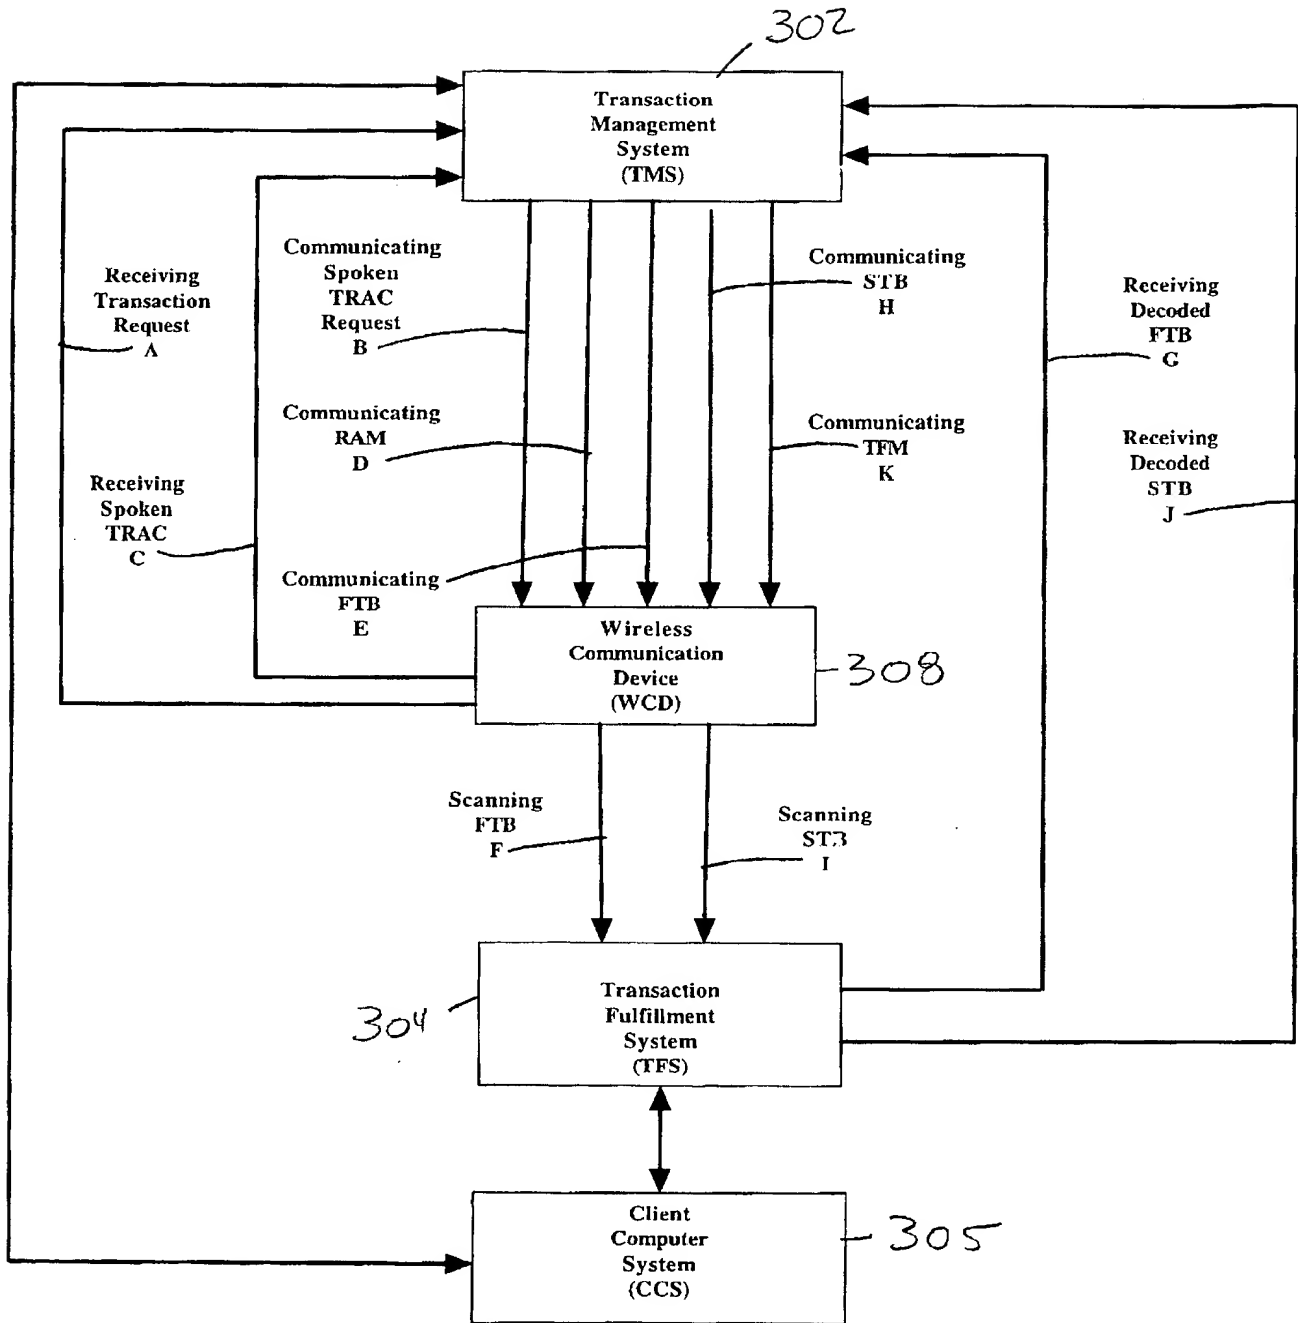 302
Transaction
Management
System
(TMS)
Receiving
Transaction
Request
A
Communicating
Spoken
TRAC
Request
B
Communicating
STB
H
Receiving
Decoded
FTB
G
Communicating
RAM
D
Communicating
TFM
K
Receiving
Decoded
STB
J
Receiving
Spoken
TRAC
C
Communicating
FTB
E
Wireless
Communication
Device
(WCD)
308
Scanning
FTB
F
Scanning
STB
I
304
Transaction
Fulfillment
System
(TFS)
Client
Computer
System
(CCS)
305